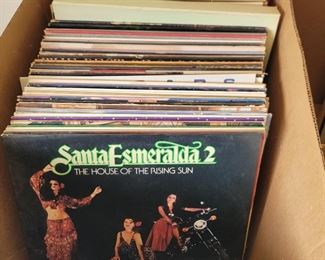 Santa Esmeralda 2
THE HOUSE OF THE RISING SUN